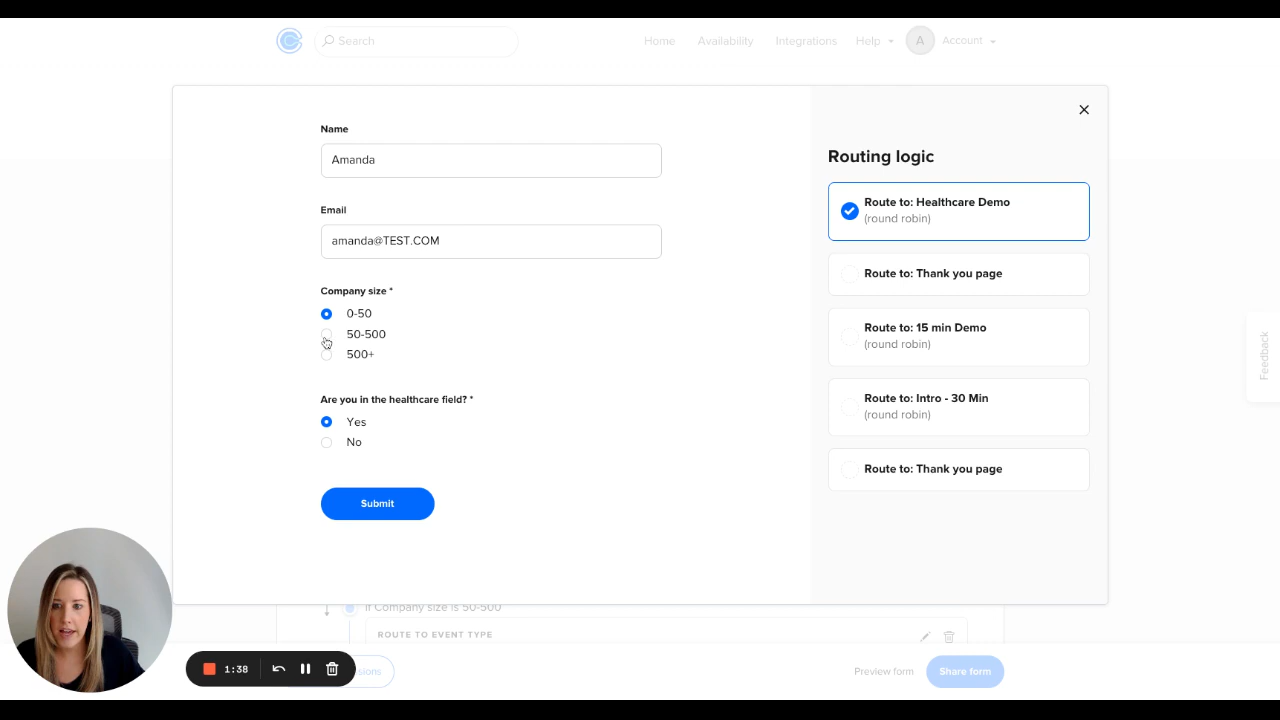 Search
Home
Availability
Integrations
Help
A
Account
Name
Amanda
Email
amanda@TEST.COM
Company size *
0-50
50-500
500+
Are you in the healthcare field? *
Yes
No
Submit
Routing logic
Route to: Healthcare Demo
(round robin)
Route to: Thank you page
Route to: 15 min Demo
(round robin)
Route to: Intro - 30 Min
(round robin)
Route to: Thank you page
Feedback
If Company size is 50-500
ROUTE TO EVENT TYPE
1:38
Preview form
Share form